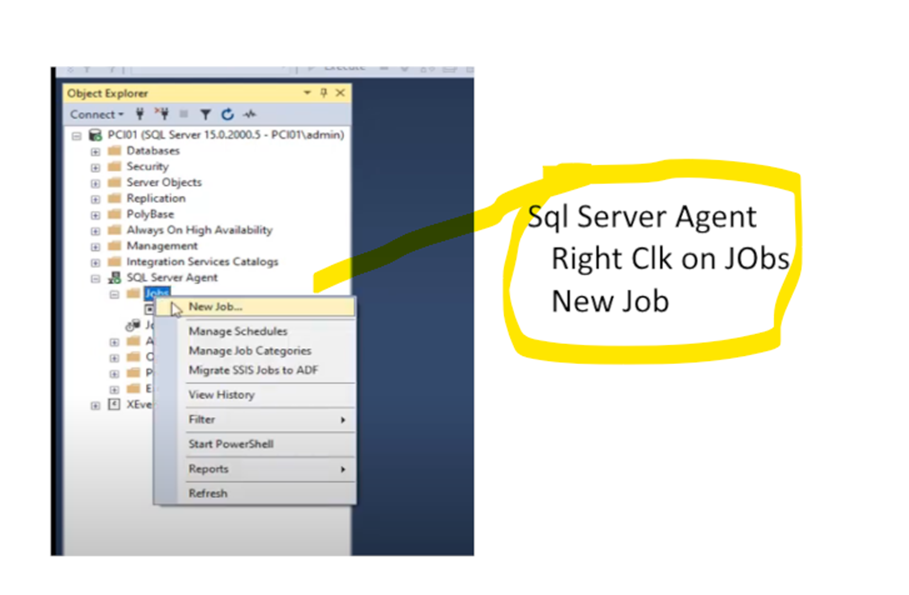 Execute
Object Explorer
Connect
PCI01 (SQL Server 15.0.2000.5 - PCI01\admin)
Databases
Security
Server Objects
Replication
PolyBase
Always On High Availability
Management
Integration Services Catalogs
SQL Server Agent
Jobs
New Job...
Manage Schedules
Manage Job Categories
Migrate SSIS Jobs to ADF
View History
Filter
Start PowerShell
Reports
Refresh
Sql Server Agent
Right Clk on JObs
New Job